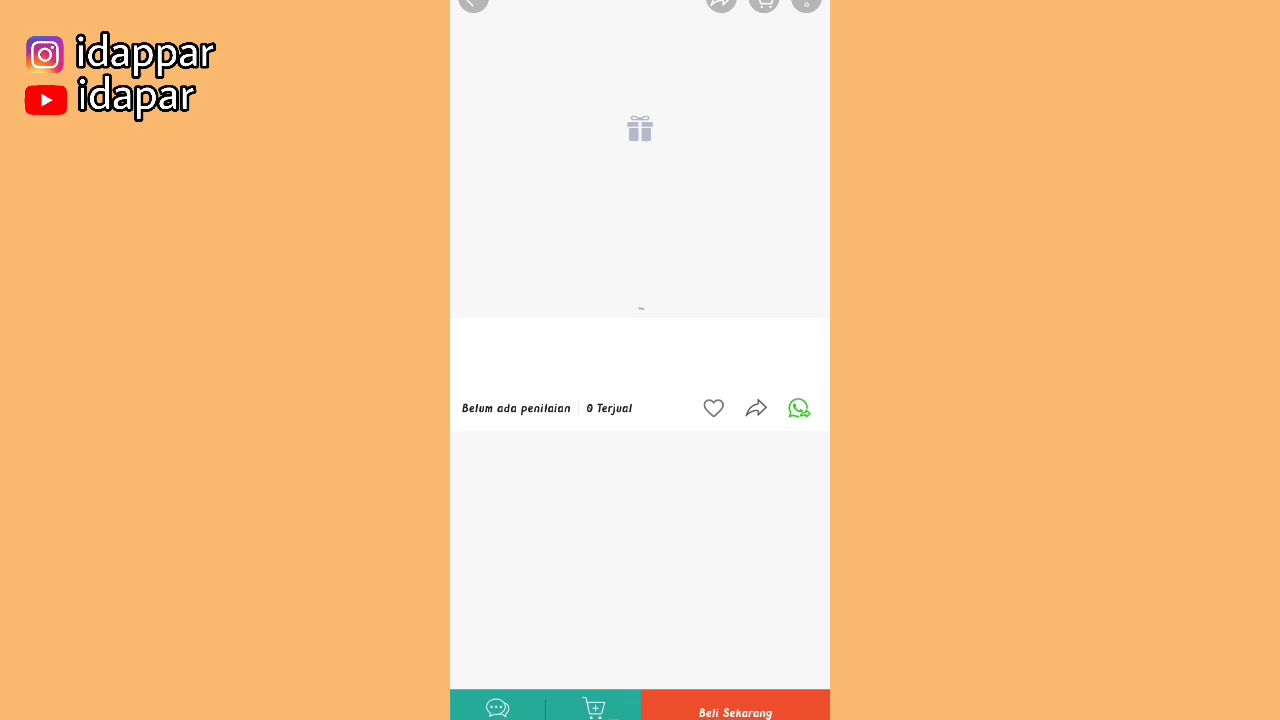 idappar
idapar
Belum ada penilaian
0 Terjual
Beli Sekarang